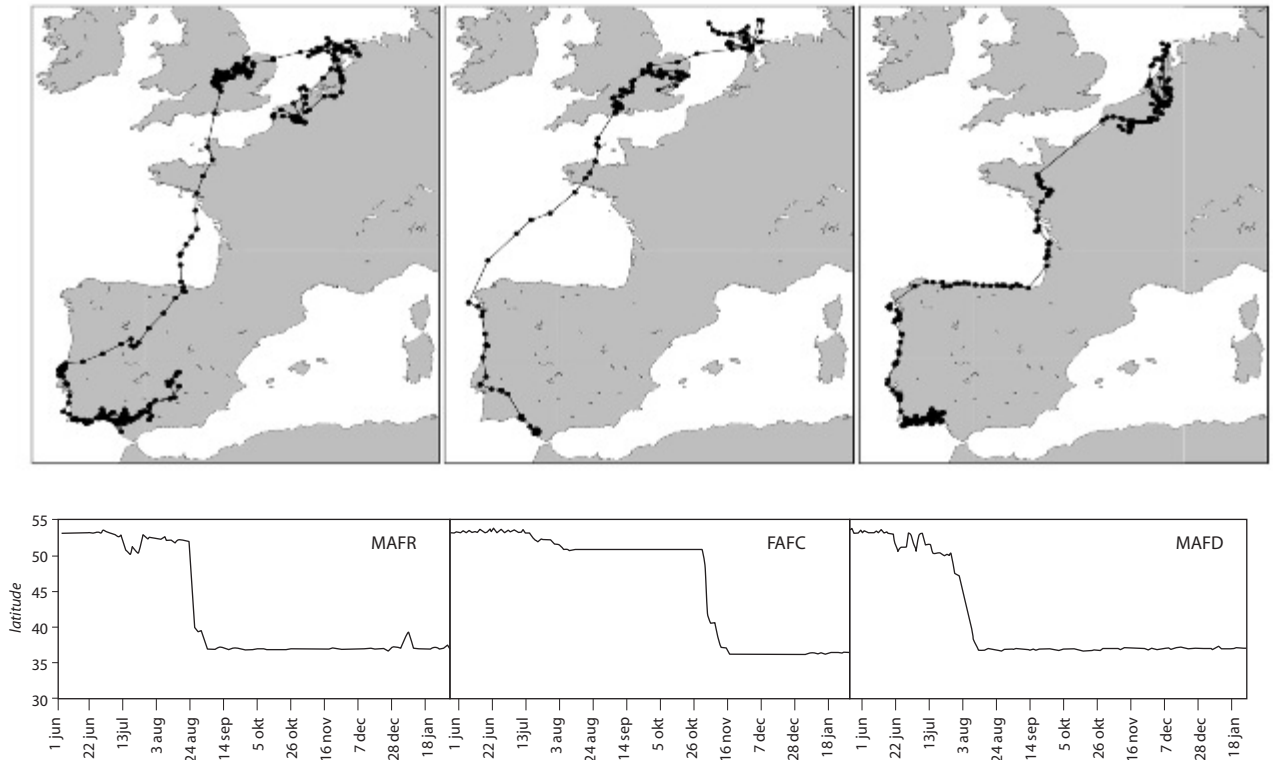 55
50
45
40
35
30
latitude
MAFR
FAFC
MAFD
1 jun
22 jun
13jul
3 aug
24 aug
14 sep
5 okt
26 okt
16 nov
7 dec
28 dec
18 jan
1 jun
22 jun
13jul
3 aug
24 aug
14 sep
5 okt
26 okt
16 nov
7 dec
28 dec
18 jan
1 jun
22 jun
13jul
3 aug
24 aug
14 sep
5 okt
26 okt
16 nov
7 dec
28 dec
18 jan